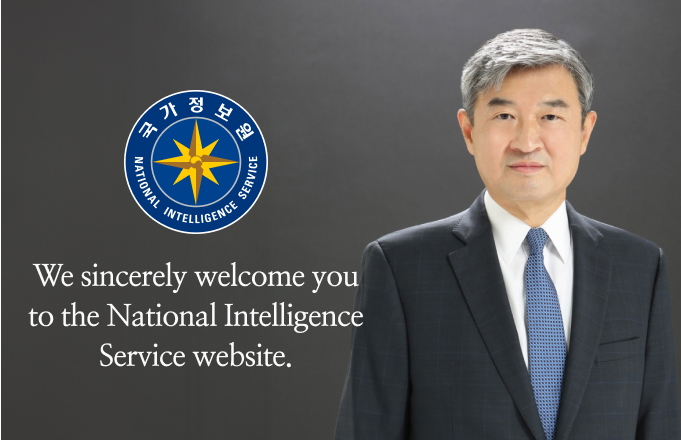 국가정보원
NATIONAL INTELLIGENCE SERVICE
We sincerely welcome you
to the National Intelligence
Service website.